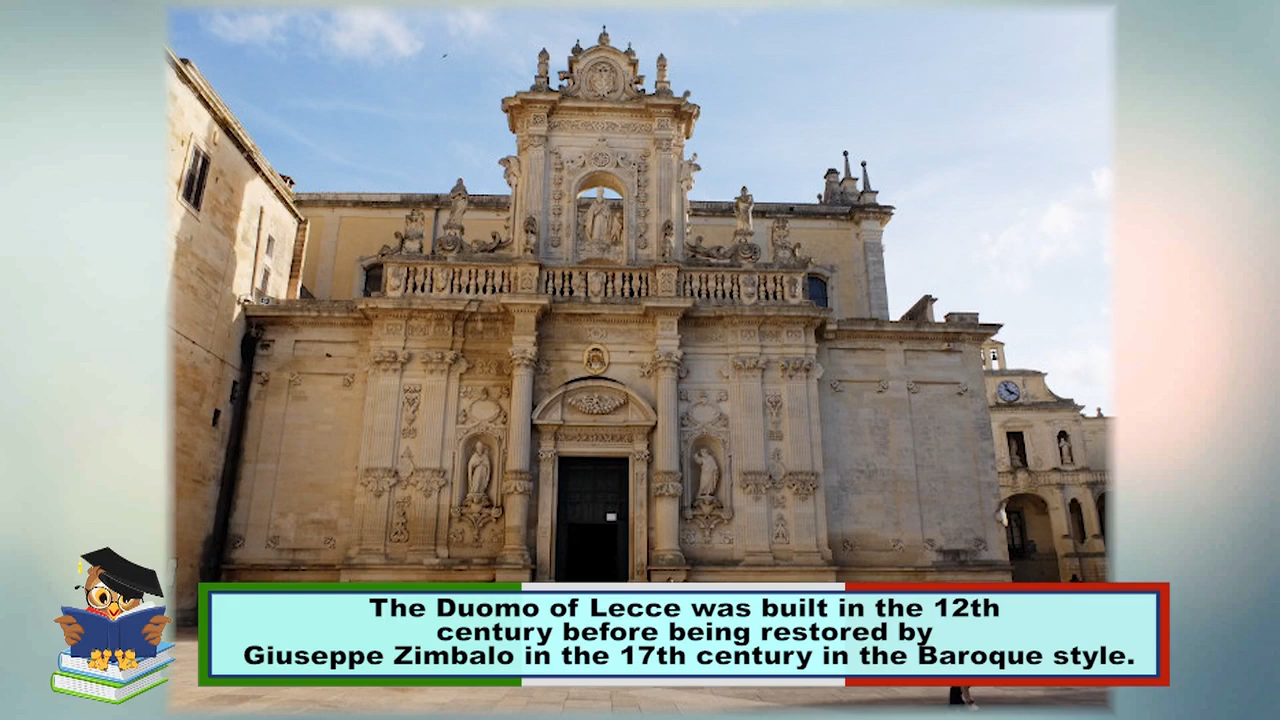 The Duomo of Lecce was built in the 12th
century before being restored by
Giuseppe Zimbalo in the 17th century in the Baroque style.